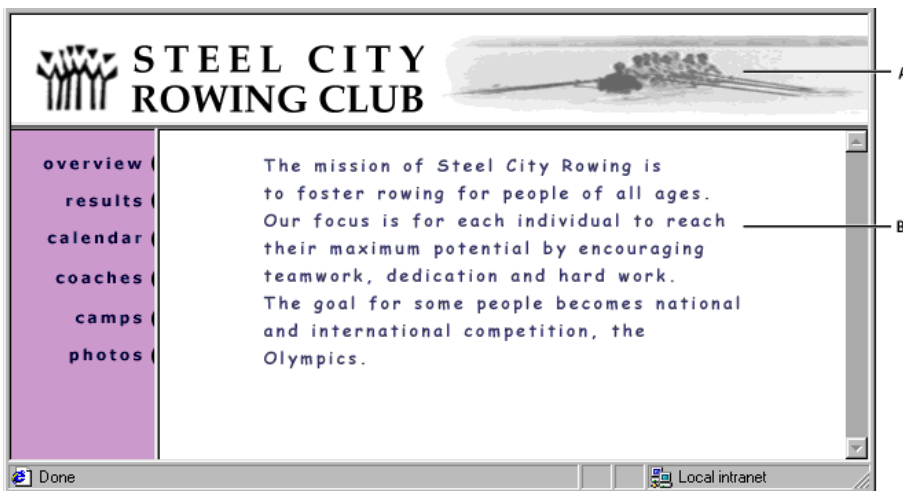 STEEL CITY
ROWING CLUB
A
overview
results
calendar
coaches
camps
photos
The mission of Steel City Rowing is
to foster rowing for people of all ages.
Our focus is for each individual to reach
their maximum potential by encouraging
teamwork, dedication and hard work.
The goal for some people becomes national
and international competition, the
Olympics.
B
Done
Local intranet